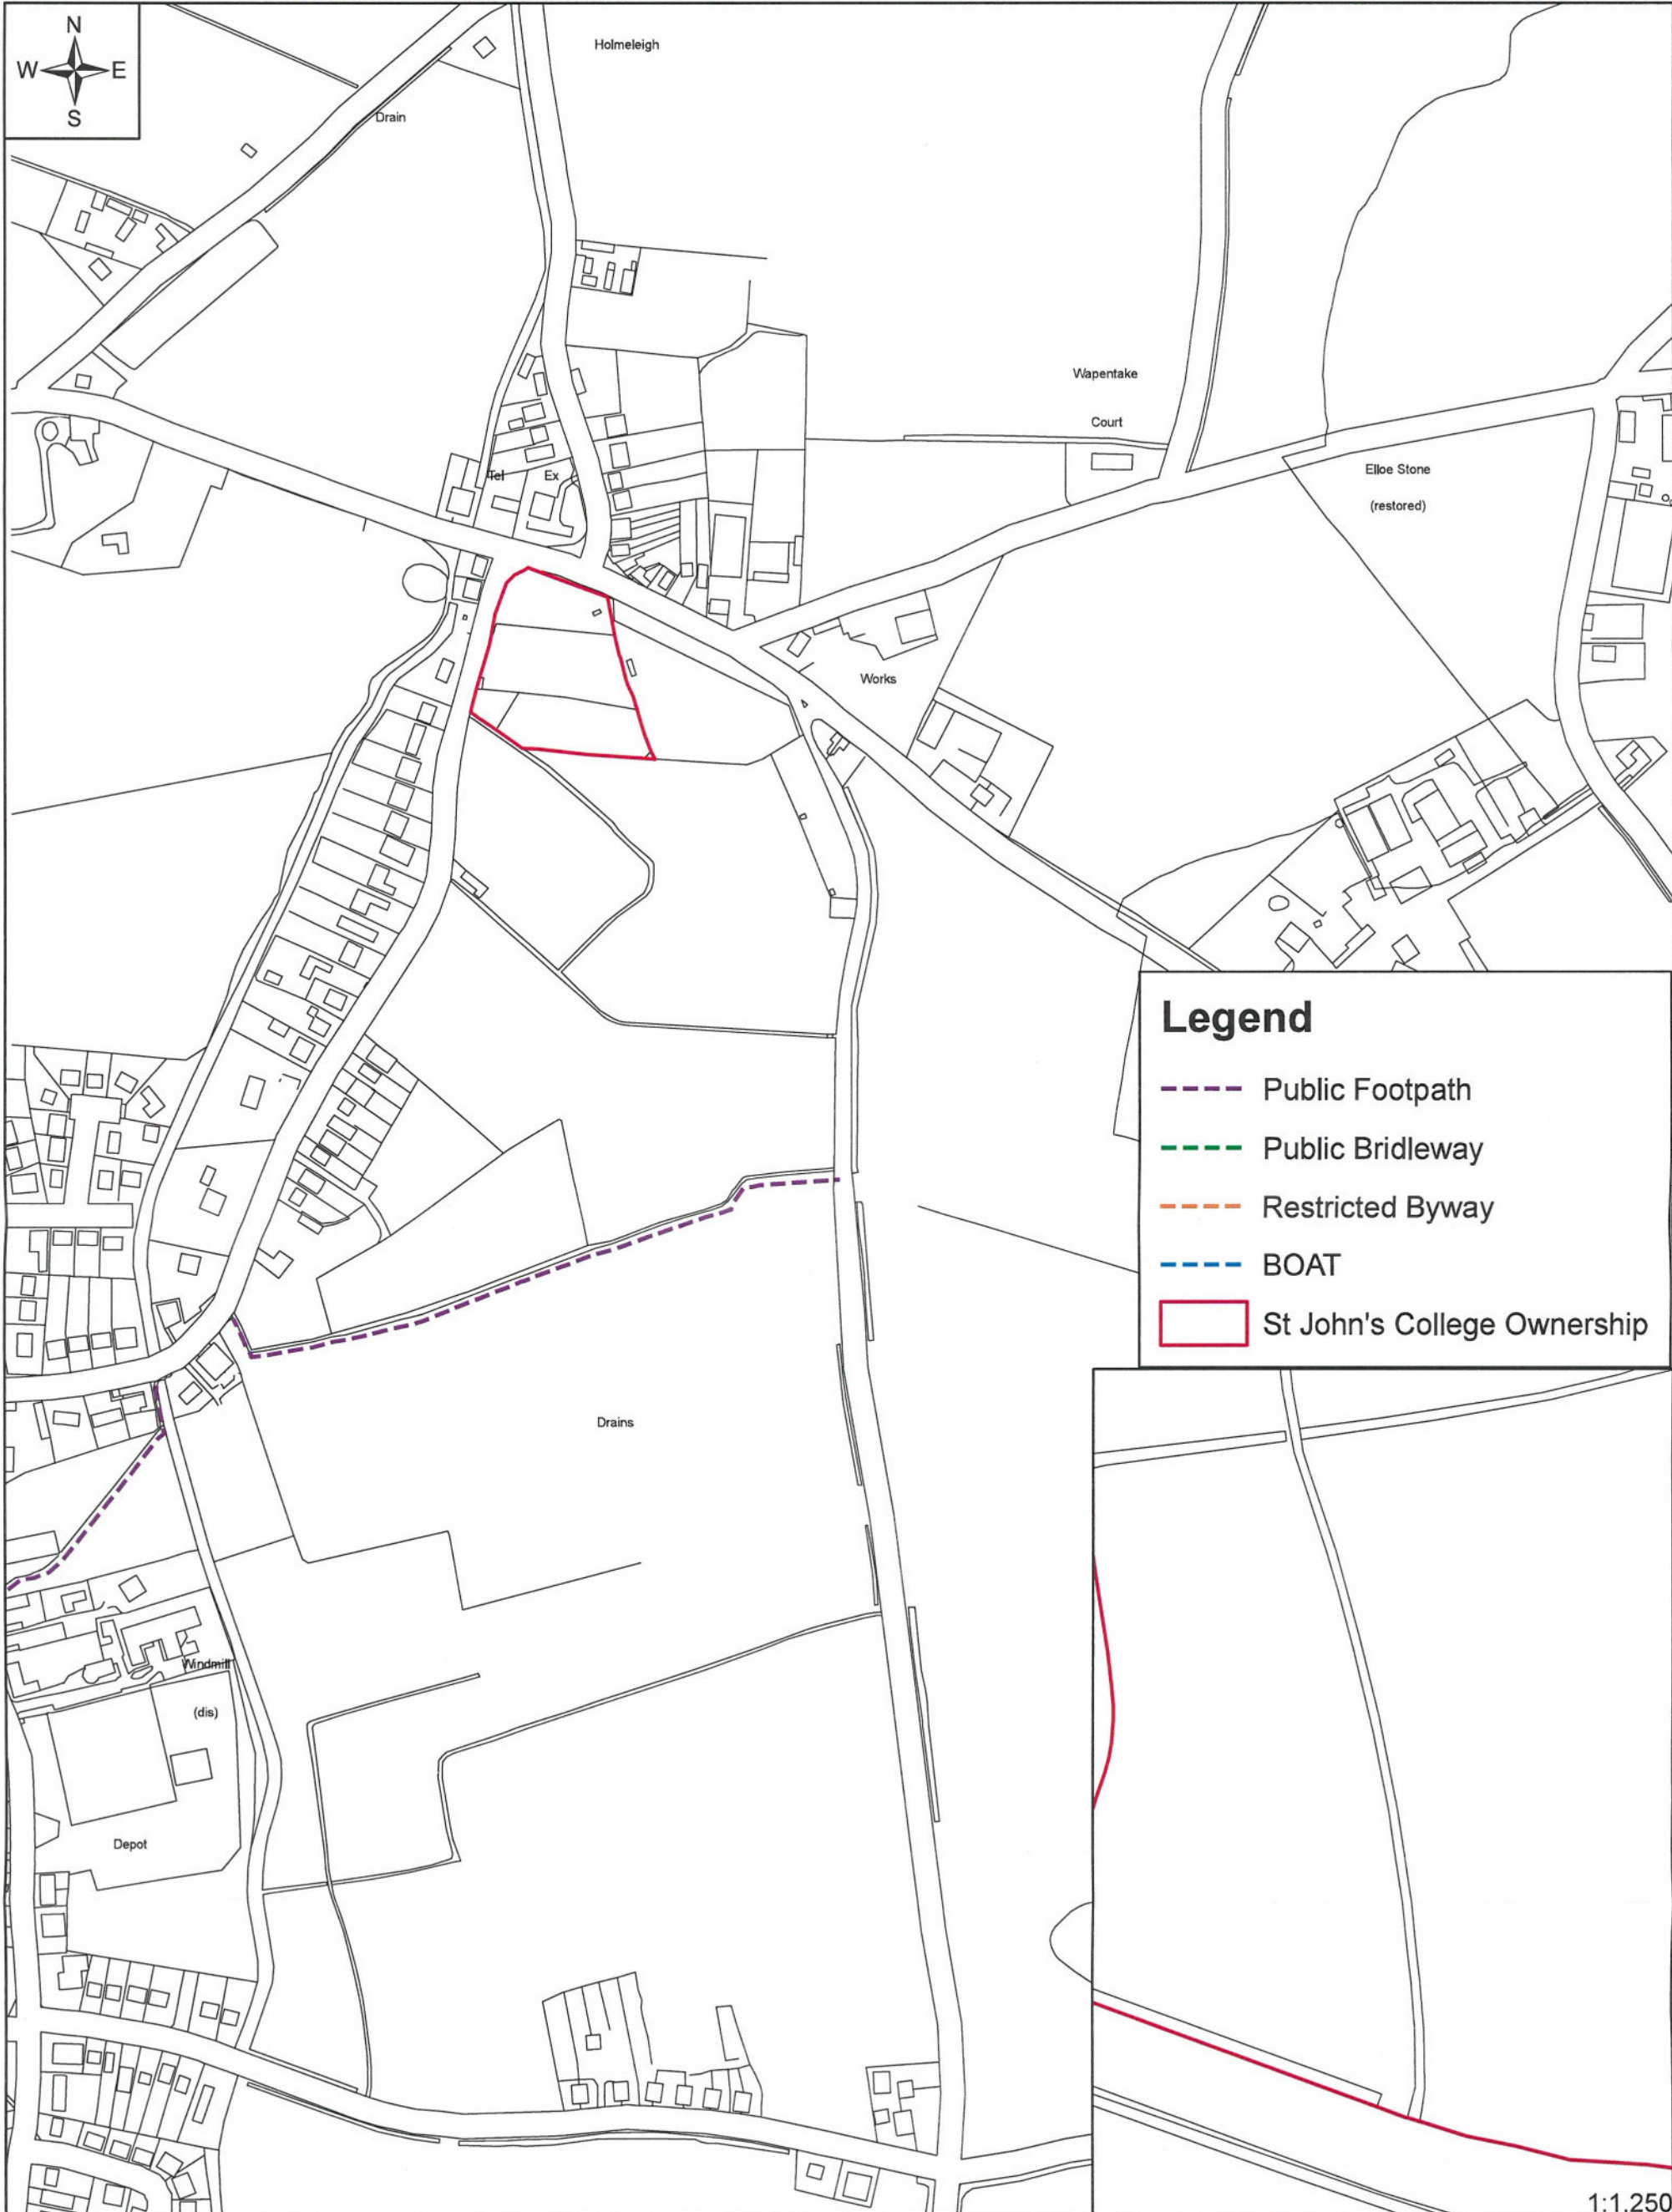 N
W E
S
Holmeleigh
Drain
Wapentake
Court
Tel Ex
Elloe Stone
(restored)
Works
Legend
Public Footpath
Public Bridleway
Restricted Byway
BOAT
St John's College Ownership
Drains
Windmill
(dis)
Depot
1:1,250